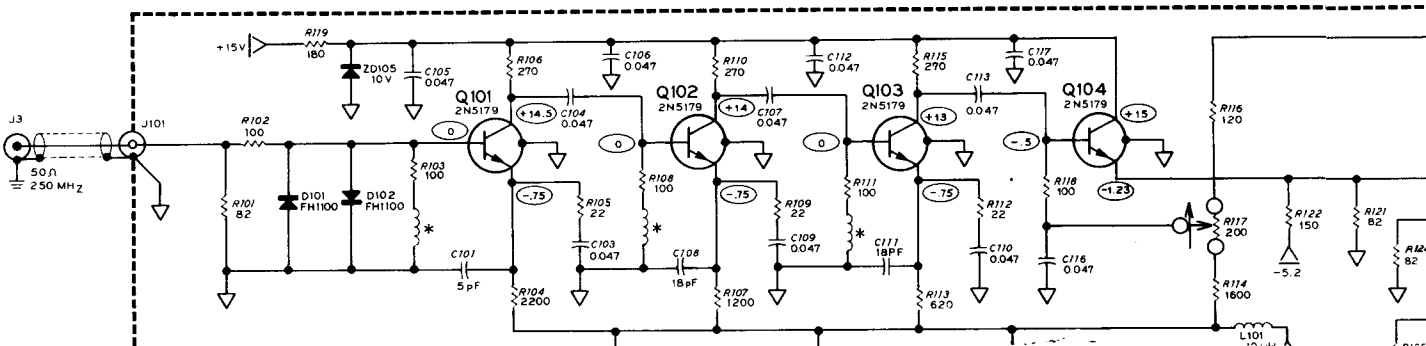 +15V
R119
180
ZD105
10V
C105
0.047
R106
270
C106
0.047
R110
270
C112
0.047
R115
270
C117
0.047
Q101
2N5179
+14.5
C104
0.047
Q102
2N5179
+14
C107
0.047
Q103
2N5179
+13
C113
0.047
Q104
2N5179
+15
R116
120
J3
J101
R102
100
0
0
0
-.5
50Ω
250 MHZ
R101
82
D101
FH1100
D102
FH1100
R103
100
*
-.75
R105
22
C103
0.047
R108
100
*
-.75
R109
22
C109
0.047
R111
100
*
-.75
R112
22
C110
0.047
R118
100
-1.23
C116
0.047
R117
200
R122
150
-5.2
R121
82
R124
82
C101
5pF
R104
2200
C108
18pF
R107
1200
C111
18PF
R113
620
R114
1600
L101